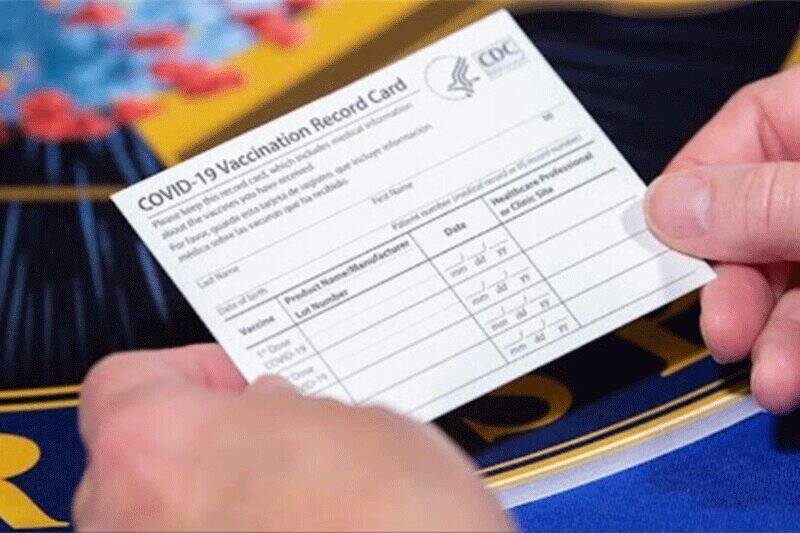 CDC
COVID-19 Vaccination Record Card
Please keep this record card, which includes medical information
about the vaccines you have received.
Por favor, guarde esta tarjeta de registro, que incluye información
médica sobre las vacunas que ha recibido.
Last Name
First Name
MI
Date of birth
Patient number (medical record or IIS record number)
Vaccine
Product Name/Manufacturer
Lot Number
Date
Healthcare Professional
or Clinic Site
1st Dose
COVID-19
mm dd yy
Dose
-19
mm dd yy
mm dd yy
mm dd yy
R
S